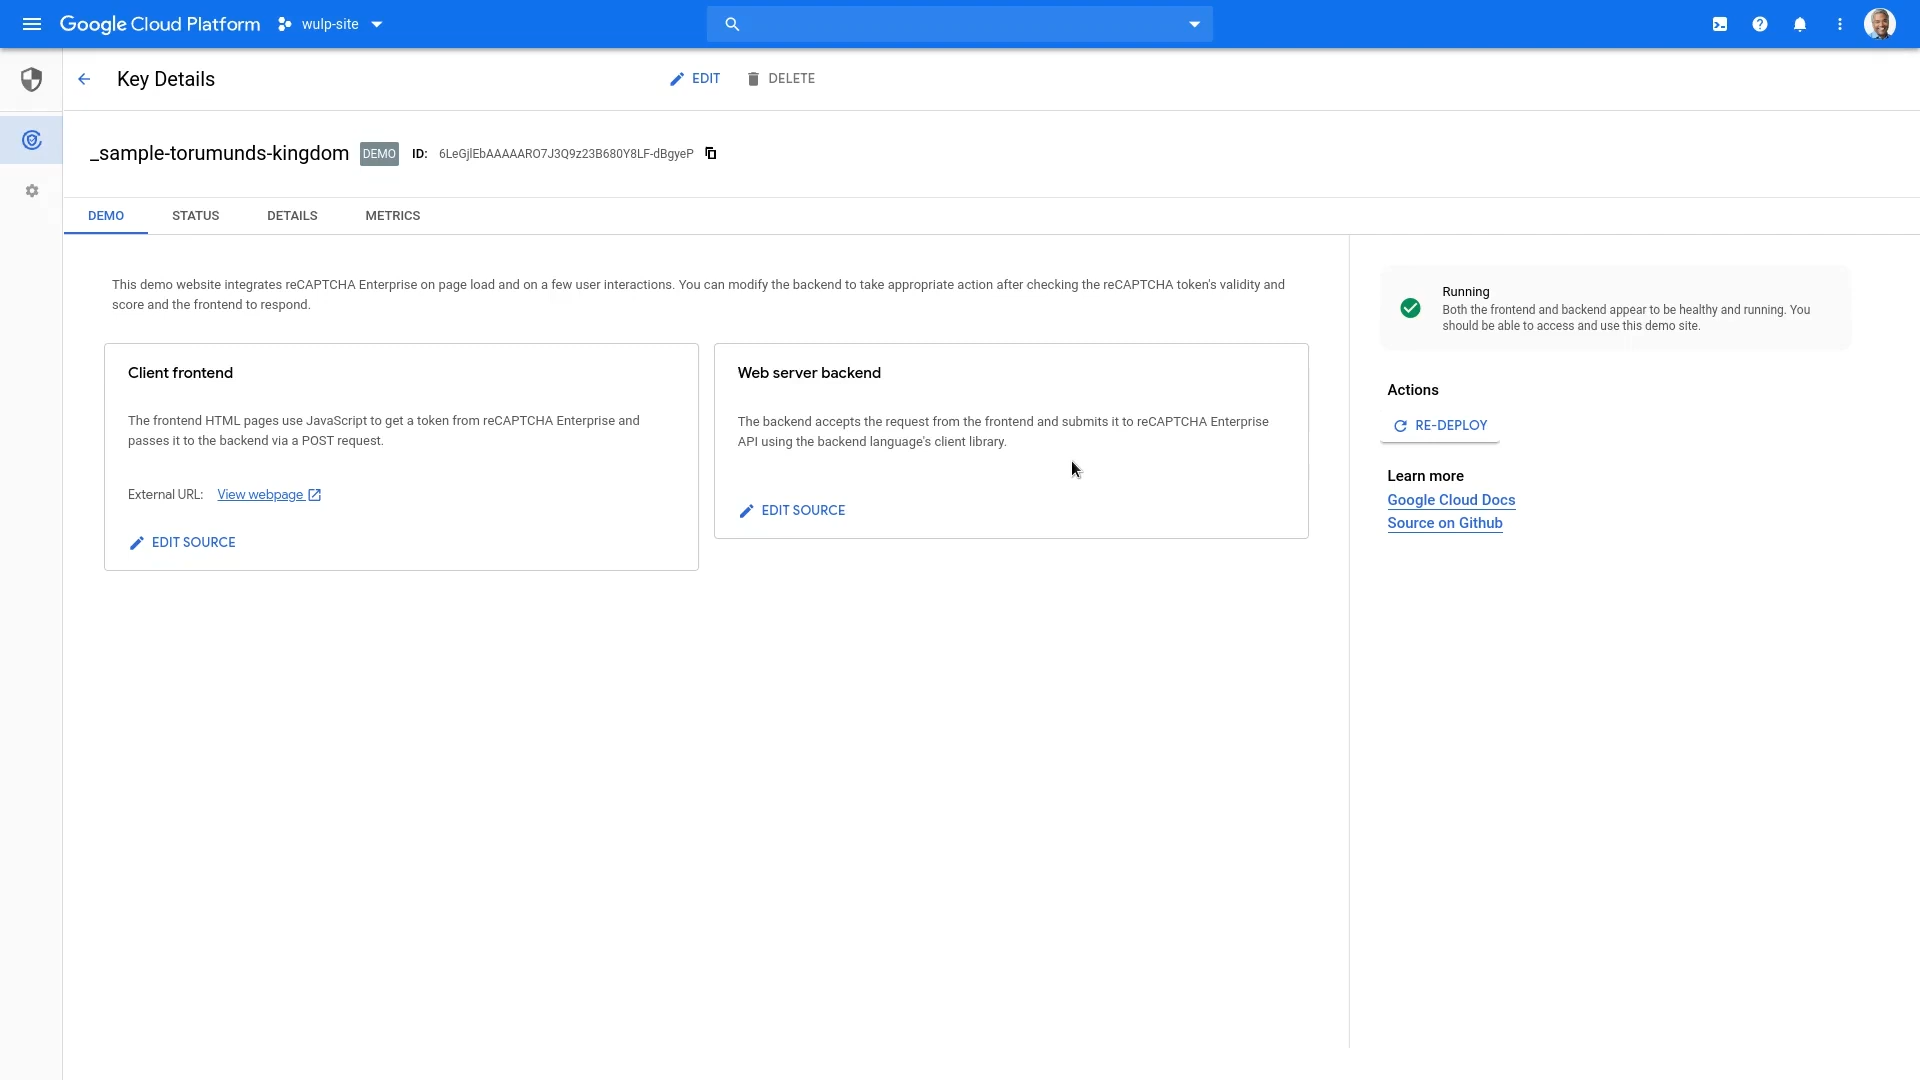 Google Cloud Platform
wulp-site
Key Details
EDIT
DELETE
_sample-torumunds-kingdom
DEMO
ID: 6LeGjlEbAAAAARO7J3Q9z23B680Y8LF-dBgyeP
DEMO
STATUS
DETAILS
METRICS
This demo website integrates reCAPTCHA Enterprise on page load and on a few user interactions. You can modify the backend to take appropriate action after checking the reCAPTCHA token's validity and
score and the frontend to respond.
Client frontend
The frontend HTML pages use JavaScript to get a token from reCAPTCHA Enterprise and
passes it to the backend via a POST request.
External URL: View webpage
EDIT SOURCE
Web server backend
The backend accepts the request from the frontend and submits it to reCAPTCHA Enterprise
API using the backend language's client library.
EDIT SOURCE
Running
Both the frontend and backend appear to be healthy and running. You
should be able to access and use this demo site.
Actions
RE-DEPLOY
Learn more
Google Cloud Docs
Source on Github